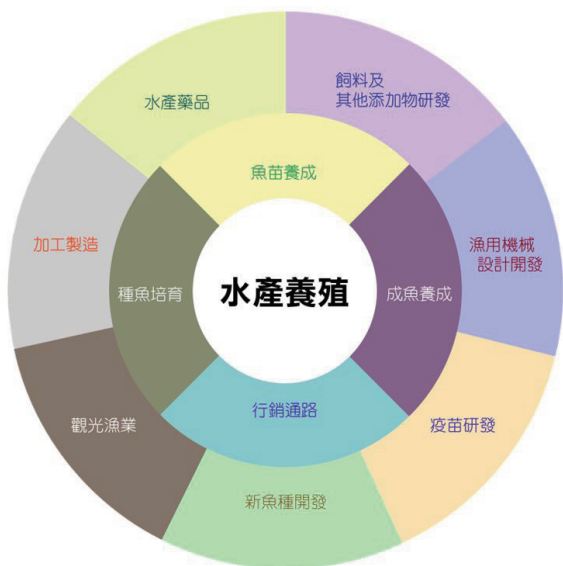 飼料及
其他添加物研發
水產藥品
魚苗養成
漁用機械
設計開發
加工製造
種魚培育
水產養殖
成魚養成
行銷通路
觀光漁業
疫苗研發
新魚種開發